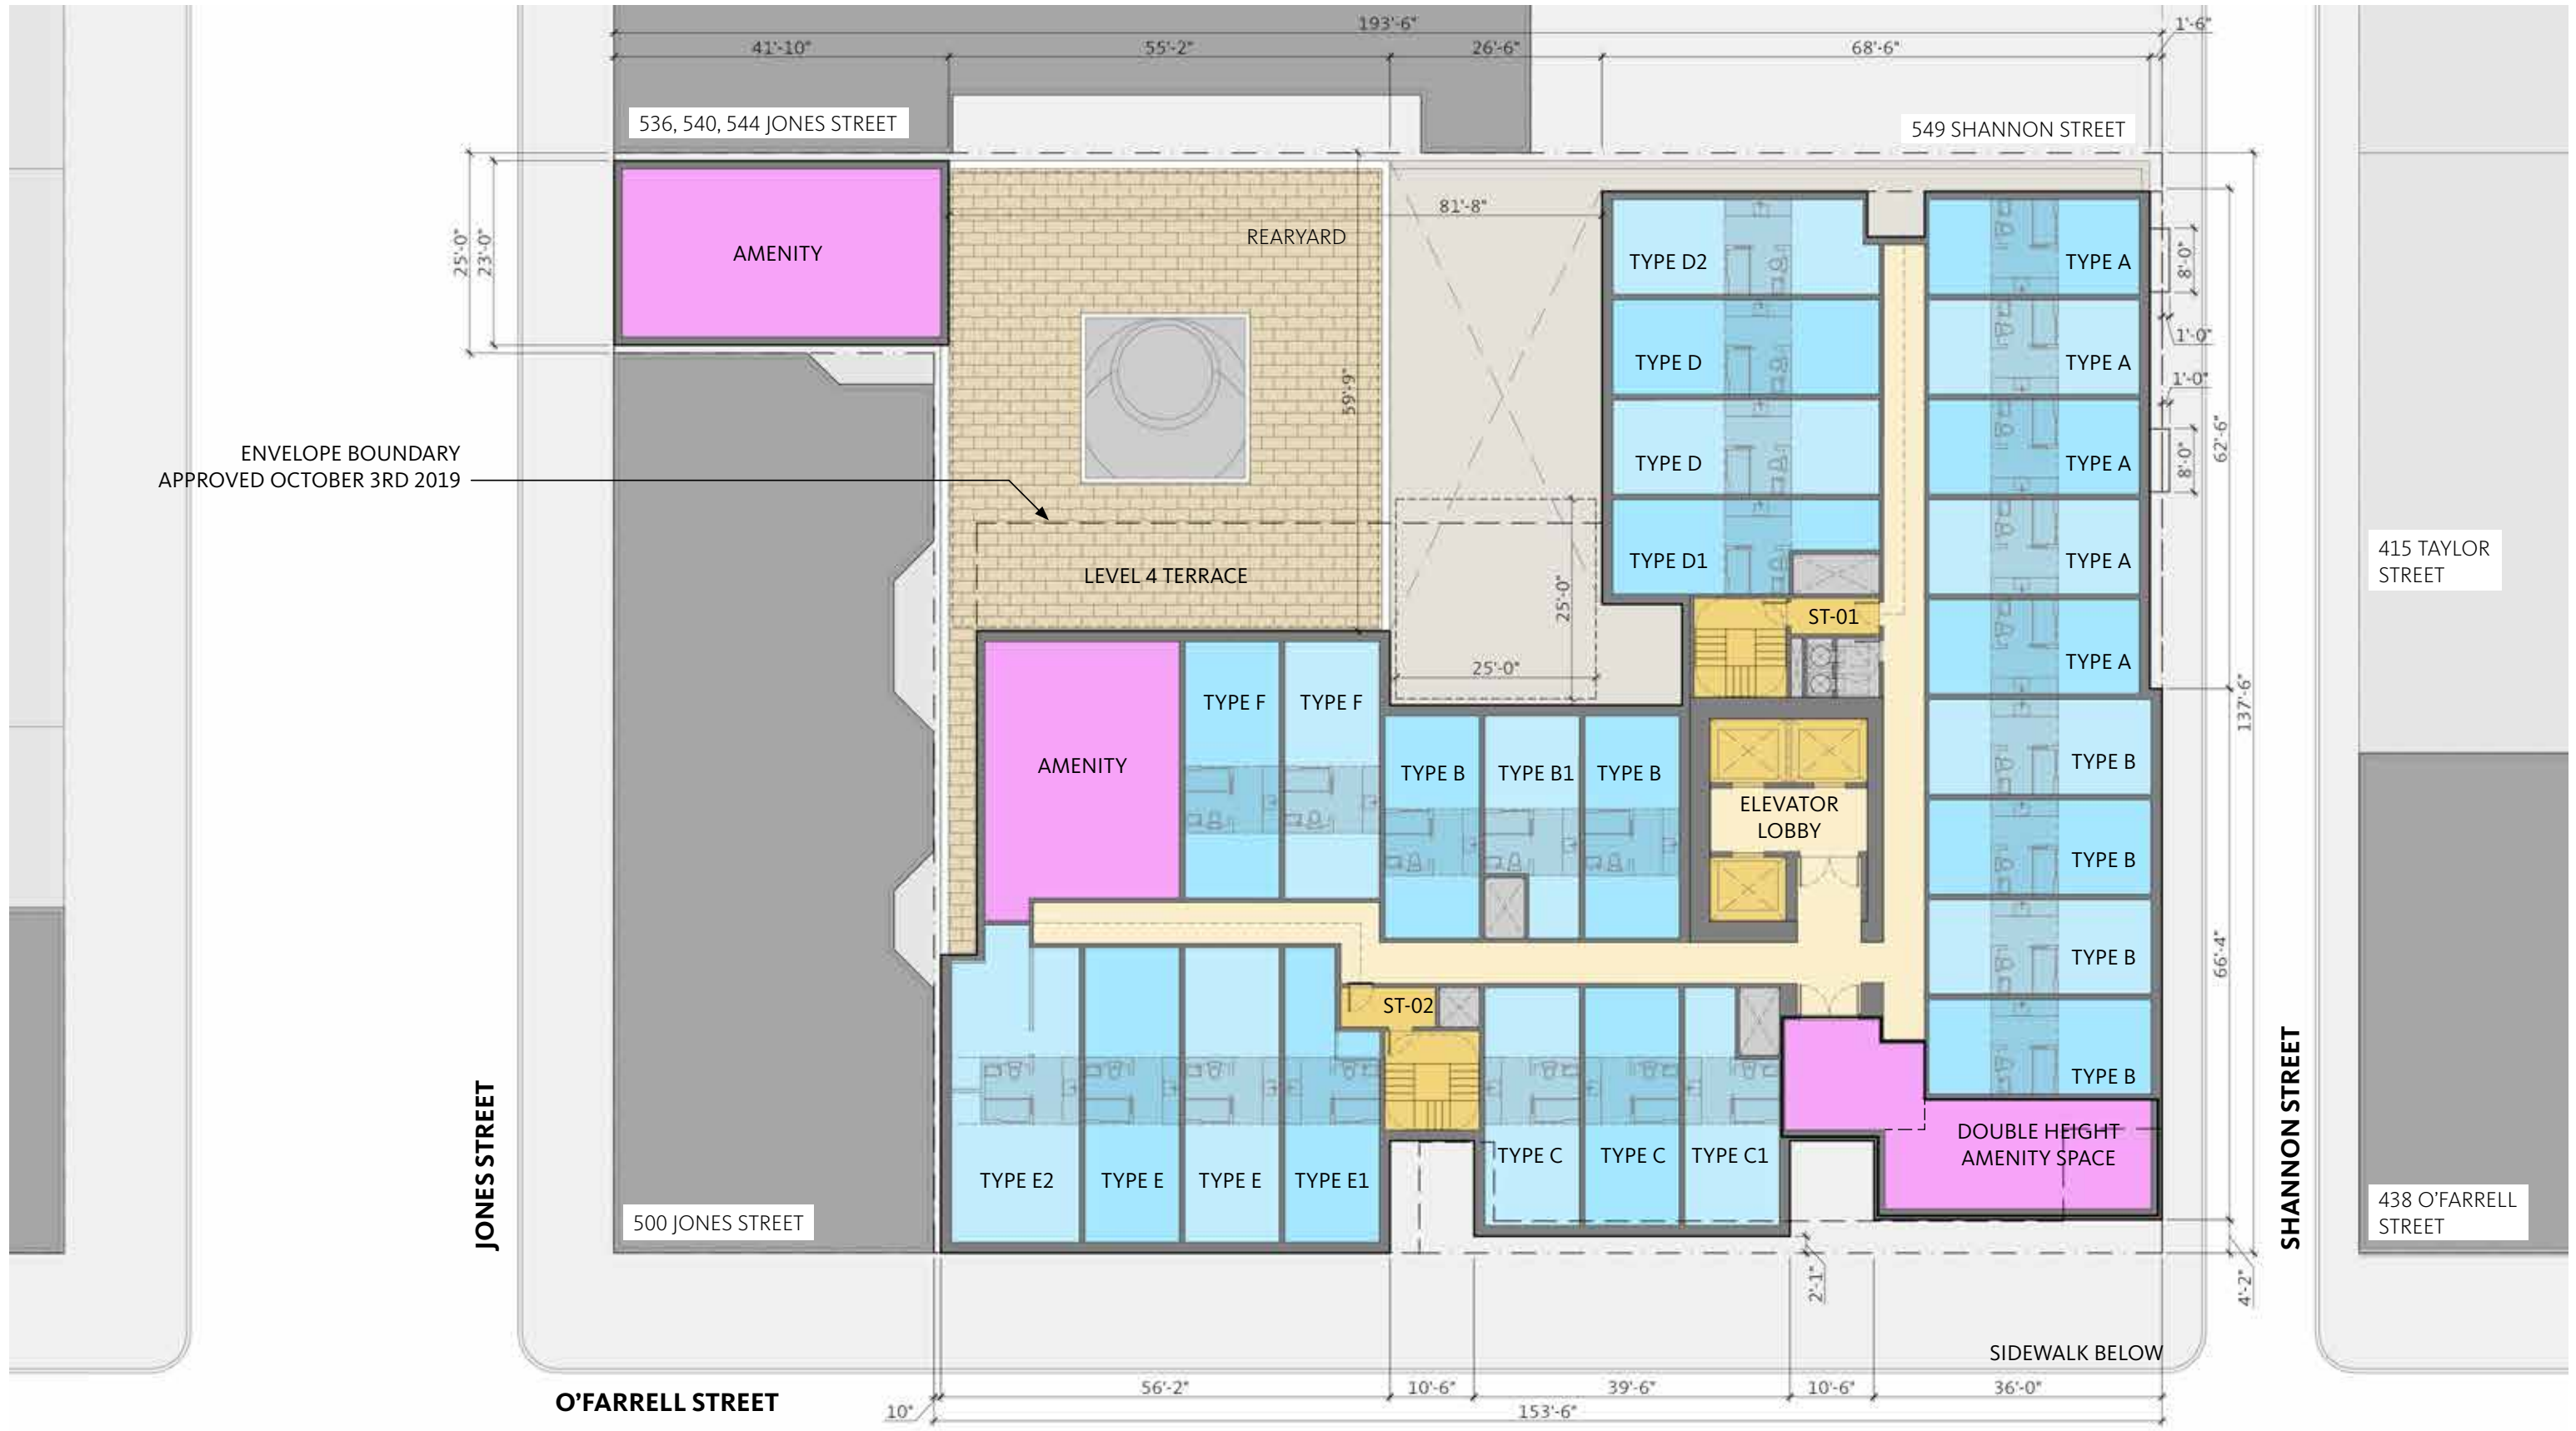 193'-6"
1'-6"
41'-10"
55'-2"
26'-6"
68'-6"
536, 540, 544 JONES STREET
549 SHANNON STREET
25'-0"
23'-0"
AMENITY
REARYARD
81'-8"
59'-9"
TYPE D2
TYPE A
8'-0"
1'-0"
TYPE D
TYPE A
1'-0"
62'-6"
ENVELOPE BOUNDARY
APPROVED OCTOBER 3RD 2019
TYPE D
TYPE A
8'-0"
LEVEL 4 TERRACE
25'-0"
25'-0"
TYPE D1
TYPE A
415 TAYLOR
STREET
ST-01
TYPE A
137'-6"
AMENITY
TYPE F
TYPE F
TYPE B
TYPE B1
TYPE B
ELEVATOR
LOBBY
TYPE B
TYPE B
TYPE B
66'-4"
ST-02
TYPE B
TYPE E2
TYPE E
TYPE E
TYPE E1
TYPE C
TYPE C
TYPE C1
DOUBLE HEIGHT
AMENITY SPACE
JONES STREET
500 JONES STREET
SHANNON STREET
438 O'FARRELL
STREET
2'-1"
4'-2"
SIDEWALK BELOW
O'FARRELL STREET
10"
56'-2"
10'-6"
39'-6"
10'-6"
36'-0"
153'-6"